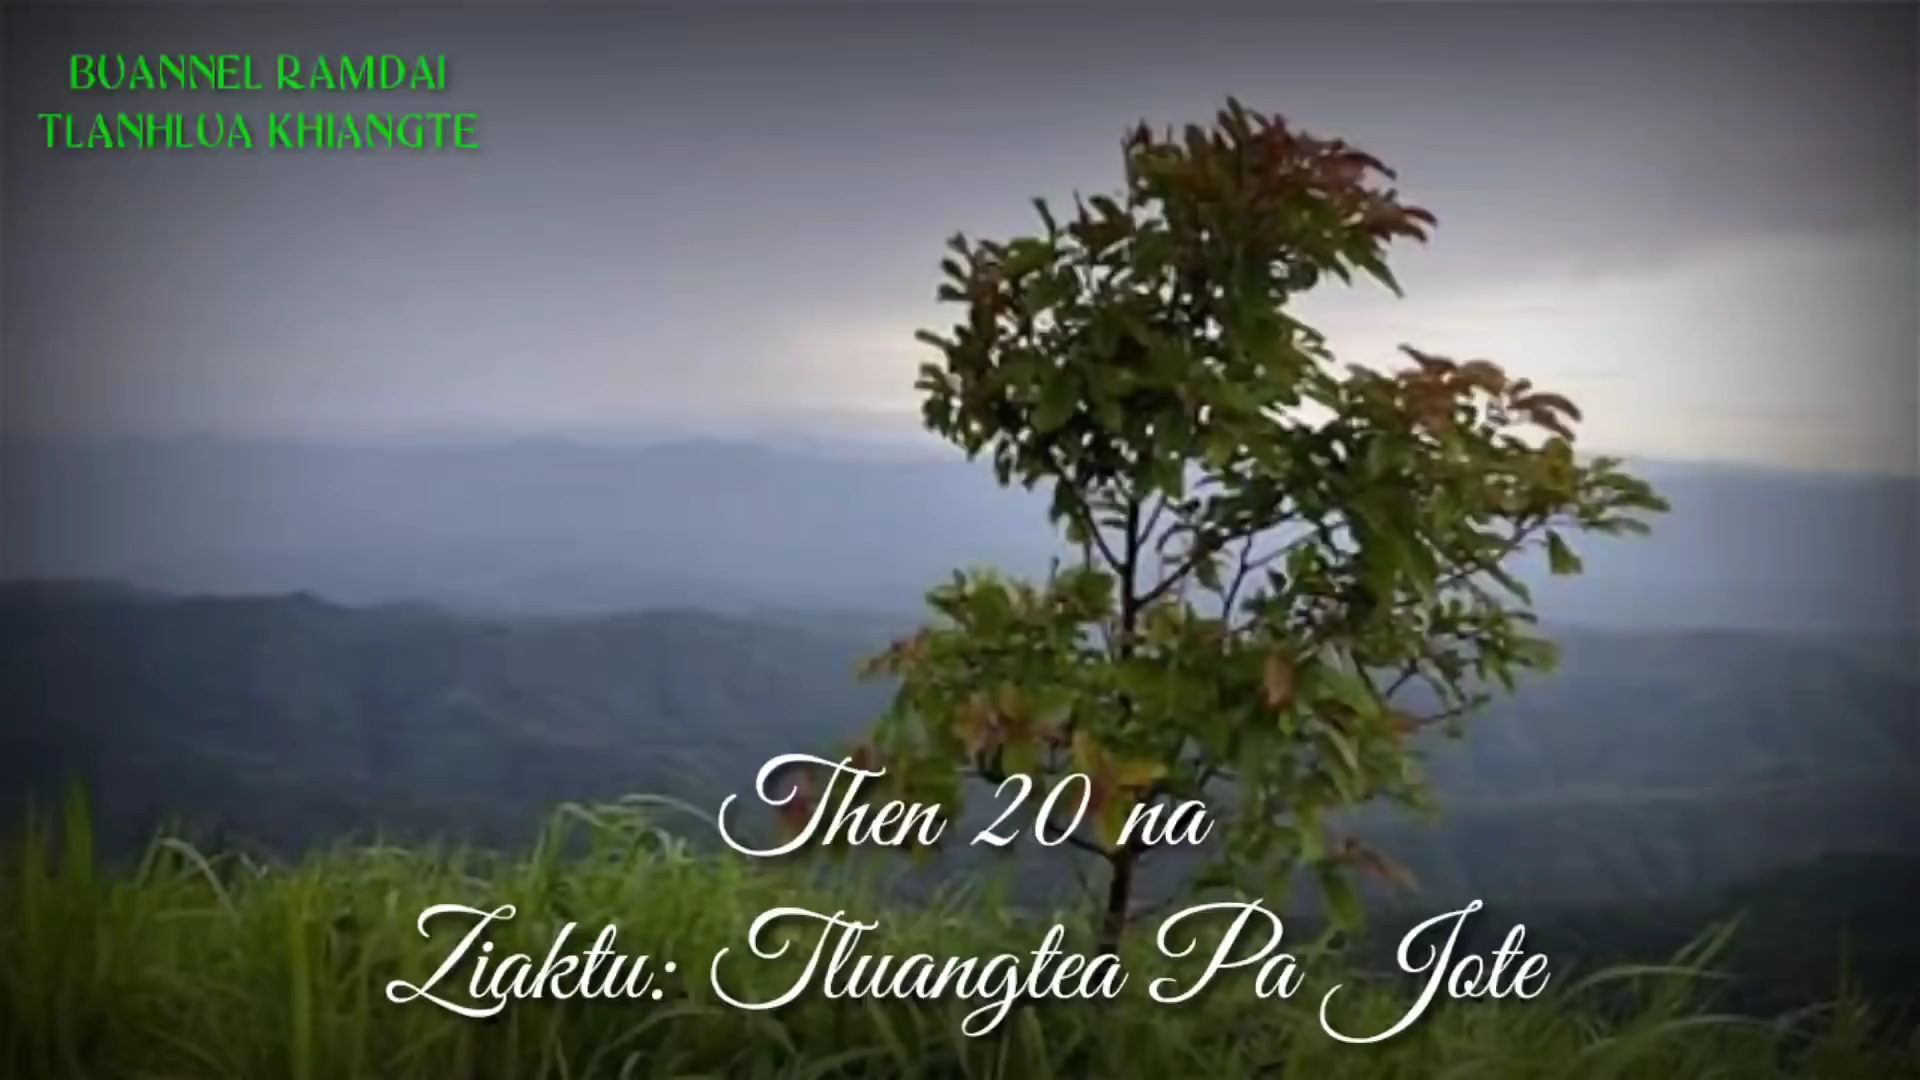 BUANNEL RAMDAI
TLANHLUA KHIANGTE
Then 20 na
Ziaktu: Tluangtea Pa Jote